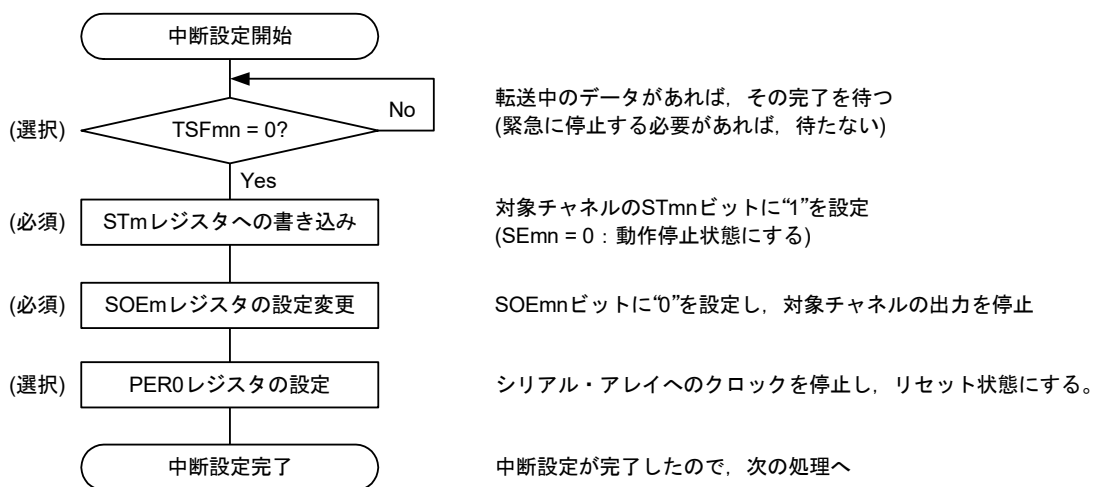 中断設定開始
No
転送中のデータがあれば，その完了を待つ
(選択) TSFmn = 0?
(緊急に停止する必要があれば，待たない)
Yes
(必須) STmレジスタへの書き込み
対象チャネルのSTmnビットに“1”を設定
(SEmn = 0：動作停止状態にする)
(必須) SOEmレジスタの設定変更 SOEmnビットに“0”を設定し，対象チャネルの出力を停止
(選択) PER0レジスタの設定 シリアル・アレイへのクロックを停止し，リセット状態にする。
中断設定完了 中断設定が完了したので，次の処理へ